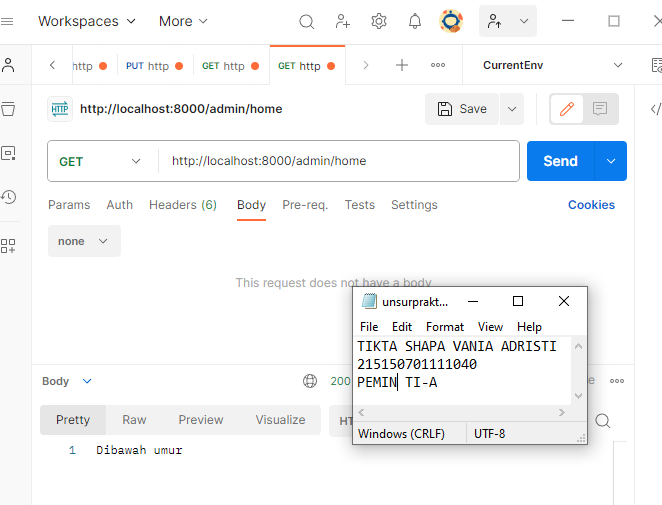 Workspaces More
http PUT http GET http GET http CurrentEnv
HTTP http://localhost:8000/admin/home Save
GET http://localhost:8000/admin/home Send
Params Auth Headers (6) Body Pre-req. Tests Settings Cookies
none
This request does not have a body
unsurprakt...
File Edit Format View Help
TIKTA SHAPA VANIA ADRISTI
215150701111040
PEMIN TI-A
Windows (CRLF) UTF-8
Body 200
Pretty Raw Preview Visualize
1 Dibawah umur